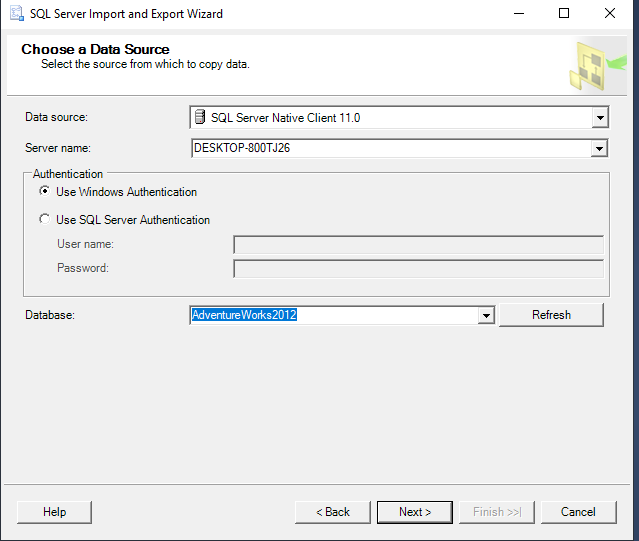 SQL Server Import and Export Wizard
Choose a Data Source
Select the source from which to copy data.
Data source: SQL Server Native Client 11.0
Server name: DESKTOP-800TJ26
Authentication
Use Windows Authentication
Use SQL Server Authentication
User name:
Password:
Database: AdventureWorks2012 Refresh
Help < Back Next > Finish >>| Cancel